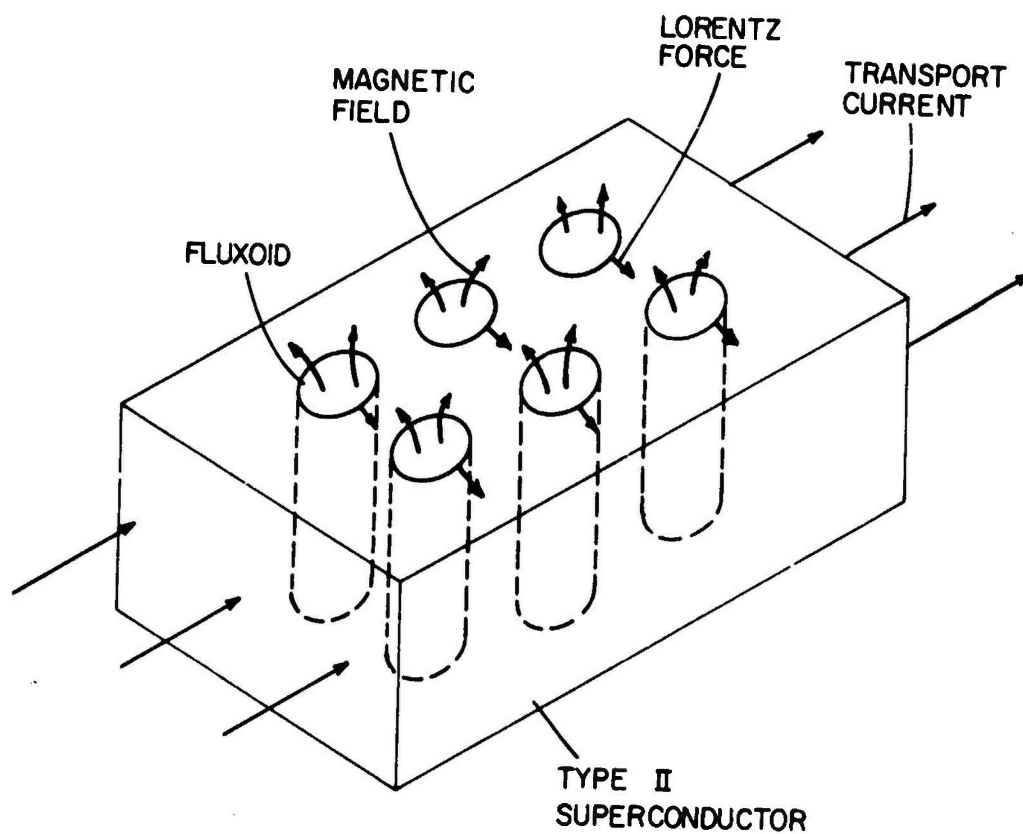 LORENTZ
FORCE
MAGNETIC
FIELD
TRANSPORT
CURRENT
FLUXOID
TYPE II
SUPERCONDUCTOR